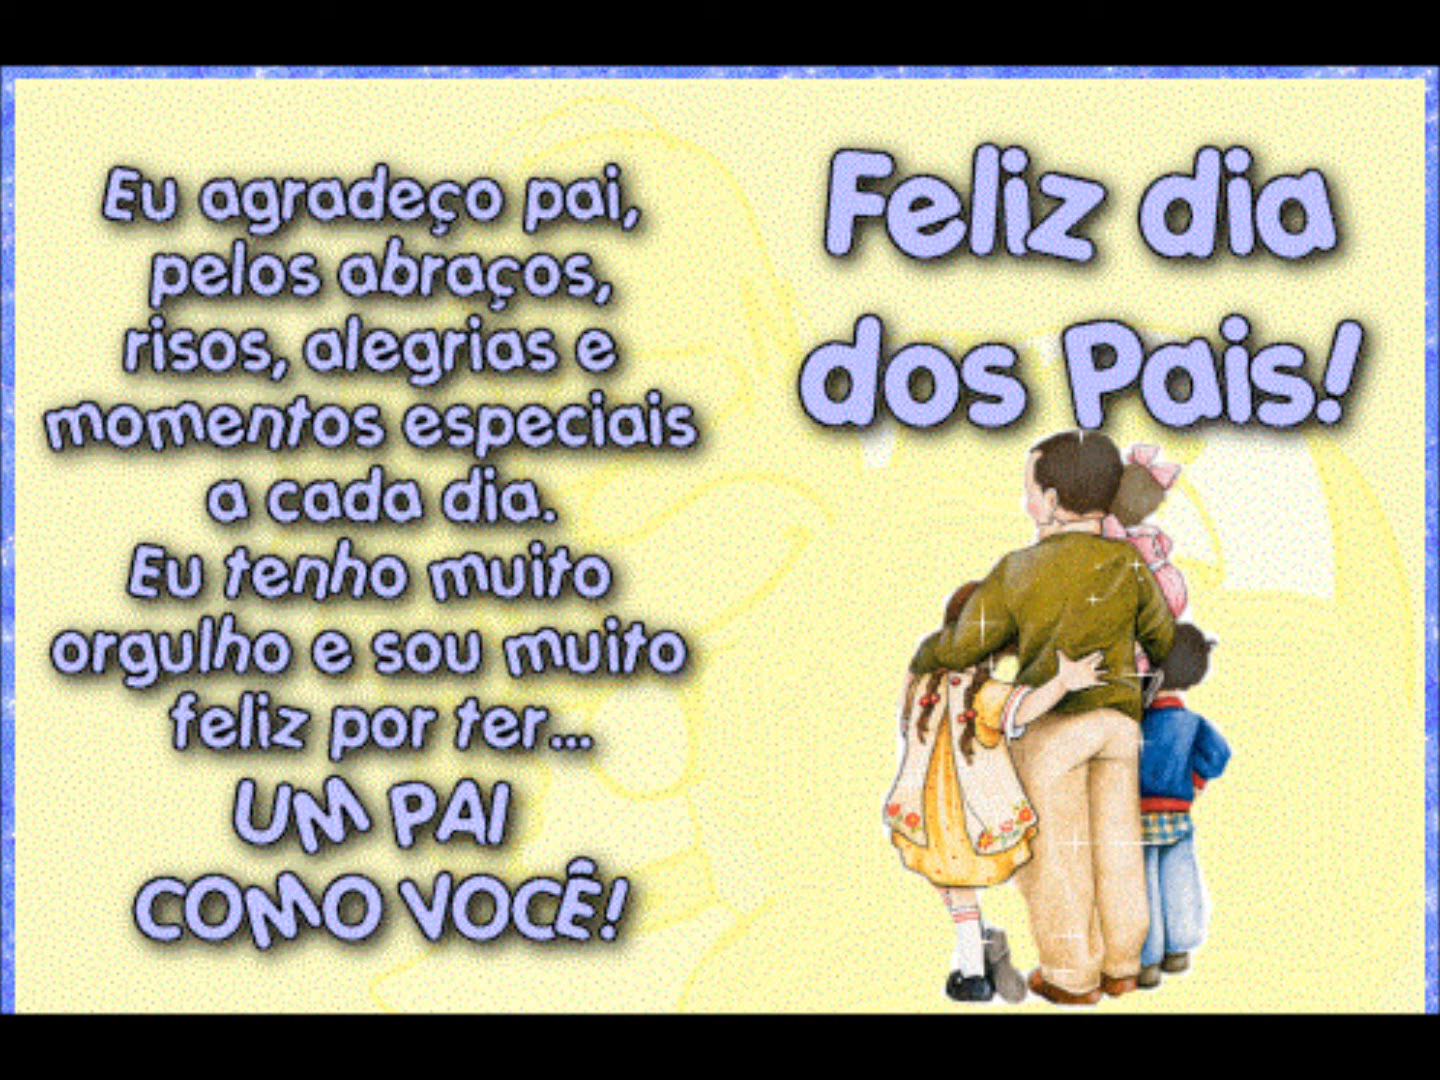 Eu agradeço pai,
pelos abraços,
risos, alegrias e
momentos especiais
a cada dia.
Eu tenho muito
orgulho e sou muito
feliz por ter...
UM PAI
COMO VOCÊ!
Feliz dia
dos Pais!